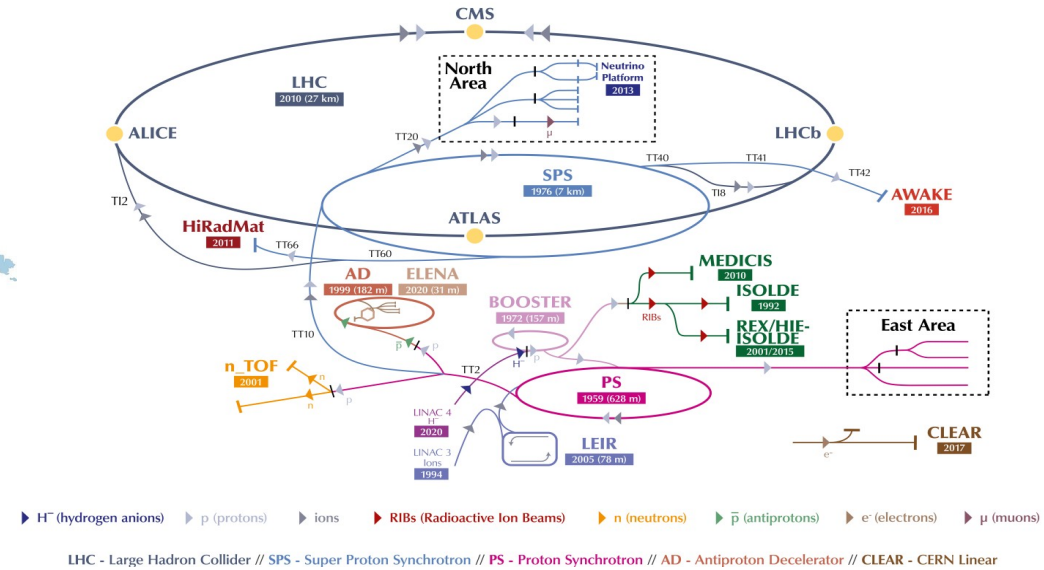 CMS
LHC
2010 (27 km)
North
Area
Neutrino
Platform
2013
μ
ALICE
LHCb
TT20
TT40
TT41
TT42
TI8
SPS
1976 (7 km)
AWAKE
2016
TI2
ATLAS
HiRadMat
2011
TT66
TT60
AD
1999 (182 m)
ELENA
2020 (31 m)
MEDICIS
2010
BOOSTER
1972 (157 m)
ISOLDE
1992
RIBs
REX/HIE-
ISOLDE
2001/2015
East Area
TT10
p̅
p
H⁻
p
n_TOF
2001
n
n
p
TT2
PS
1959 (628 m)
LINAC 4
H⁻
2020
LINAC 3
Ions
1994
LEIR
2005 (78 m)
CLEAR
2017
e⁻
H⁻ (hydrogen anions)
p (protons)
ions
RIBs (Radioactive Ion Beams)
n (neutrons)
p̅ (antiprotons)
e⁻ (electrons)
μ (muons)
LHC - Large Hadron Collider // SPS - Super Proton Synchrotron // PS - Proton Synchrotron // AD - Antiproton Decelerator // CLEAR - CERN Linear